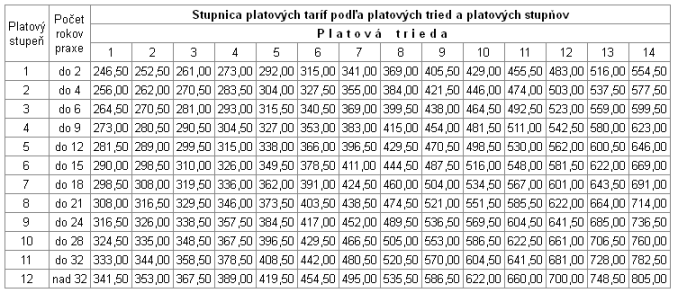 Platový stupeň Počet rokov praxe Stupnica platových taríf podľa platových tried a platových stupňov
Platová trieda
1 2 3 4 5 6 7 8 9 10 11 12 13 14
1 do 2 246,50 252,50 261,00 273,00 292,00 315,00 341,00 369,00 405,50 429,00 455,50 483,00 516,00 554,50
2 do 4 256,00 262,00 270,50 283,50 304,00 327,50 355,00 384,00 421,50 446,00 474,00 503,00 537,50 577,50
3 do 6 264,50 270,50 281,00 293,00 315,50 340,50 369,00 399,50 438,00 464,50 492,50 523,00 559,00 599,50
4 do 9 273,00 280,50 290,50 304,50 327,00 353,00 383,00 415,00 454,00 481,50 511,00 542,50 580,00 623,00
5 do 12 281,50 289,00 299,50 315,00 338,00 366,00 396,50 429,50 470,50 498,50 530,00 562,00 600,50 646,00
6 do 15 290,00 298,50 310,00 326,00 349,50 378,50 411,00 444,50 487,50 516,00 548,00 581,50 622,00 669,00
7 do 18 298,50 308,00 319,50 336,00 362,00 391,00 424,50 460,00 504,00 534,50 567,00 601,00 643,50 691,00
8 do 21 308,00 316,50 329,50 346,00 373,50 403,50 438,50 474,50 521,00 551,50 585,50 622,00 664,00 714,00
9 do 24 316,50 326,00 338,50 357,50 384,50 417,00 452,00 489,50 536,50 569,50 604,50 641,50 685,00 736,50
10 do 28 324,50 335,00 348,50 367,50 396,50 429,50 466,50 505,00 553,00 586,50 622,50 661,00 706,50 760,00
11 do 32 333,00 344,00 358,50 378,50 408,50 442,00 480,50 520,50 570,00 604,50 641,50 681,00 728,00 782,50
12 nad 32 341,50 353,00 367,50 389,00 419,50 454,50 495,00 535,50 586,50 622,00 660,00 700,00 748,50 805,00